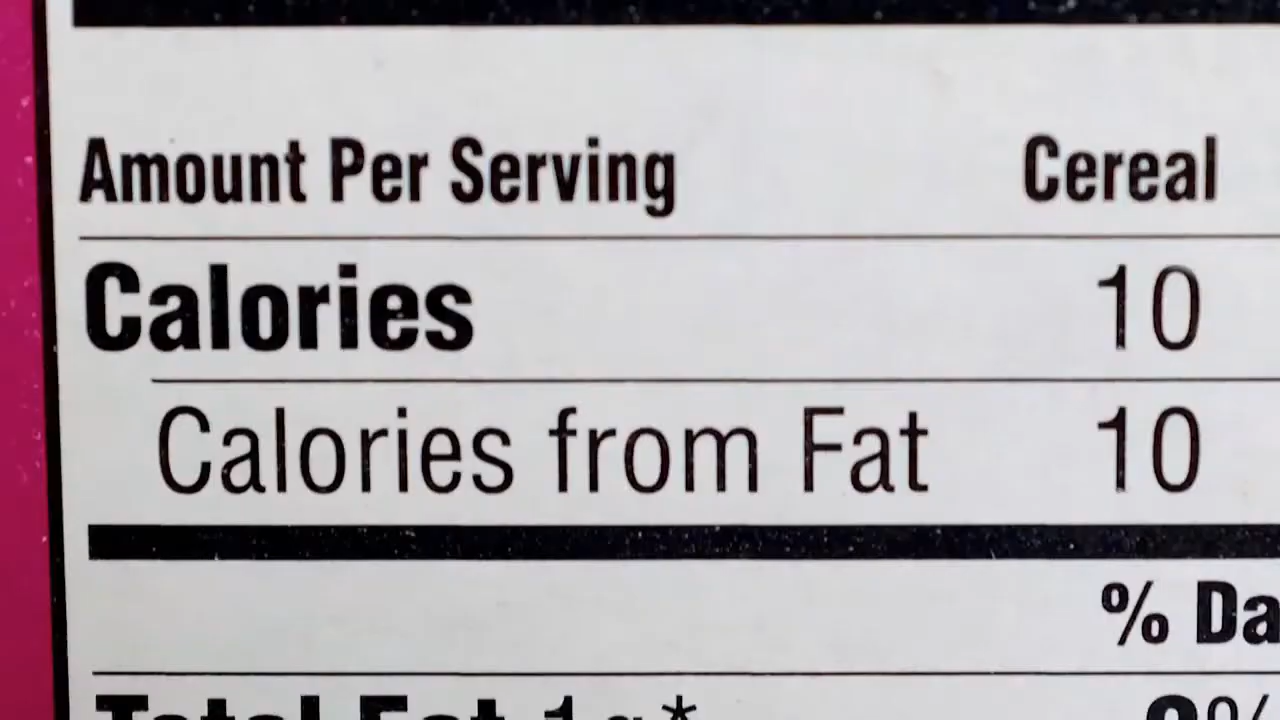 Amount Per Serving Cereal
Calories 10
Calories from Fat 10
% Da
Total Fat 1g*